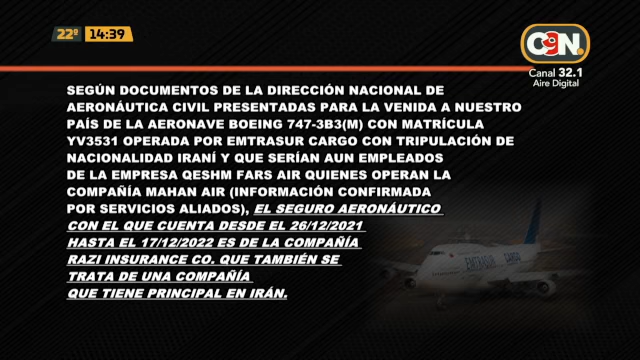 22º 14:39
C9N.
Canal 32.1
Aire Digital
SEGÚN DOCUMENTOS DE LA DIRECCIÓN NACIONAL DE
AERONÁUTICA CIVIL PRESENTADAS PARA LA VENIDA A NUESTRO
PAÍS DE LA AERONAVE BOEING 747-3B3(M) CON MATRÍCULA
YV3531 OPERADA POR EMTRASUR CARGO CON TRIPULACIÓN DE
NACIONALIDAD IRANÍ Y QUE SERÍAN AUN EMPLEADOS
DE LA EMPRESA QESHM FARS AIR QUIENES OPERAN LA
COMPAÑÍA MAHAN AIR (INFORMACIÓN CONFIRMADA
POR SERVICIOS ALIADOS), EL SEGURO AERONÁUTICO
CON EL QUE CUENTA DESDE EL 26/12/2021
HASTA EL 17/12/2022 ES DE LA COMPAÑÍA
RAZI INSURANCE CO. QUE TAMBIÉN SE
TRATA DE UNA COMPAÑÍA
QUE TIENE PRINCIPAL EN IRÁN.
EMTRASUR CARGO